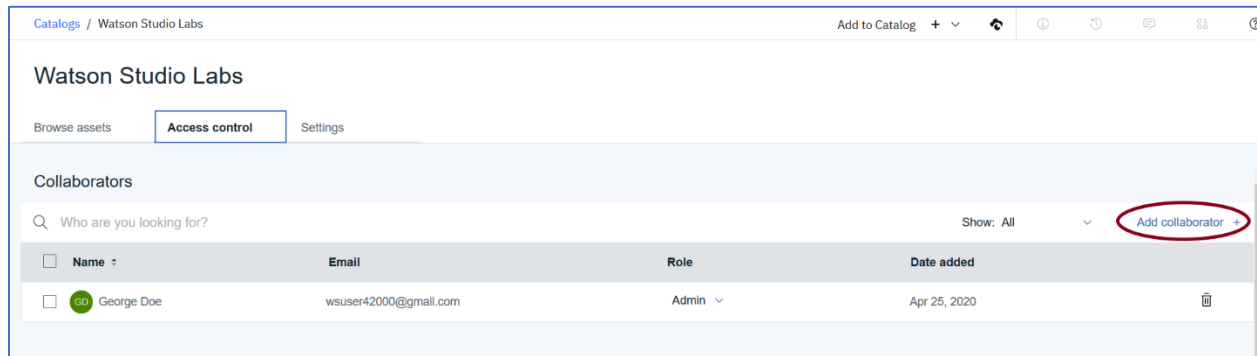 Catalogs / Watson Studio Labs Add to Catalog + 
Watson Studio Labs
Browse assets Access control Settings
Collaborators
Who are you looking for? Show: All Add collaborator +
Name Email Role Date added
GD George Doe wsuser42000@gmail.com Admin Apr 25, 2020